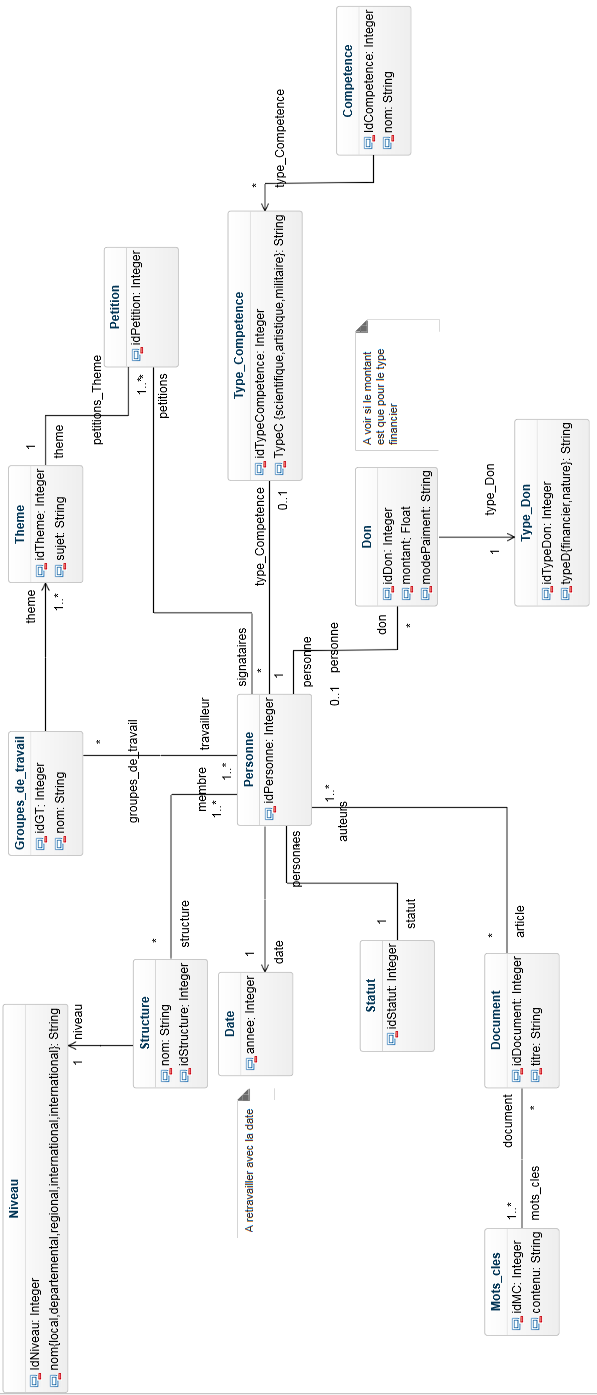 Niveau
IdNiveau: Integer
nom{local,departemental,regional,international,international}: String
1
niveau
Groupes_de_travail
idGT: Integer
nom: String
theme
1..*
Theme
idTheme: Integer
sujet: String
1
theme
petitions_Theme
1..*
Petition
idPetition: Integer
petitions
signataires
*
*
groupes_de_travail
travailleur
1..*
Structure
nom: String
idStructure: Integer
*
structure
membre
1..*
Date
annee: Integer
1
date
A retravailler avec la date
Personne
idPersonne: Integer
type_Competence
0..1
1
Type_Competence
idTypeCompetence: Integer
TypeC {scientifique,artistique,militaire}: String
*
type_Competence
Competence
IdCompetence: Integer
nom: String
personnes
personne
personne
0..1
1..*
auteurs
Statut
idStatut: Integer
1
statut
don
*
Don
idDon: Integer
montant: Float
modePaiment: String
A voir si le montant
est que pour le type
financier
type_Don
1
Type_Don
idTypeDon: Integer
typeD{financier,nature}: String
Document
idDocument: Integer
titre: String
*
article
document
*
1..*
mots_cles
Mots_cles
idMC: Integer
contenu: String